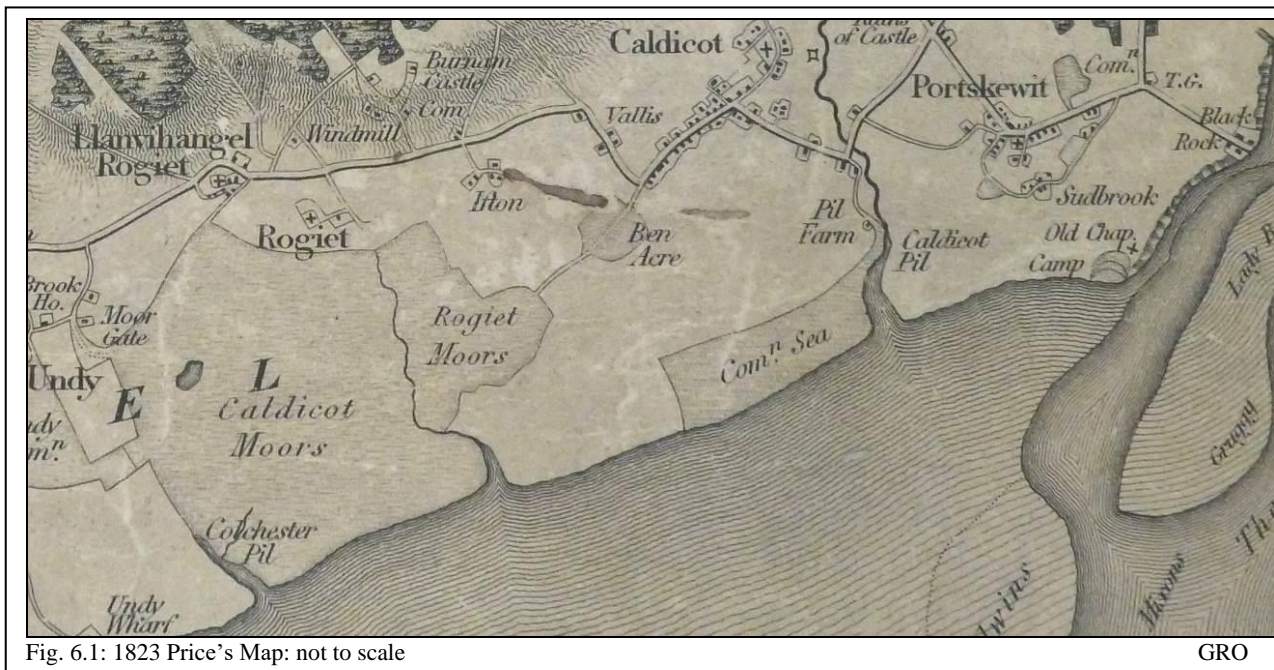 Caldicot
of Castle
Burnam
Castle
Com
Com.n
T.G.
Portskewit
Black
Rock
Llanvihangel
Rogiet
Windmill
Vallis
Itton
Sudbrook
Rogiet
Pil
Farm
Ben
Acre
Caldicot
Pil
Old Chap.
Camp
Brook
Ho.
Moor
Gate
Rogiet
Moors
Com.n Sea
Undy
E L
Caldicot
Moors
Gruggy
Colchester
Pil
Undy
Wharf
Mixons
Fig. 6.1: 1823 Price's Map: not to scale
GRO